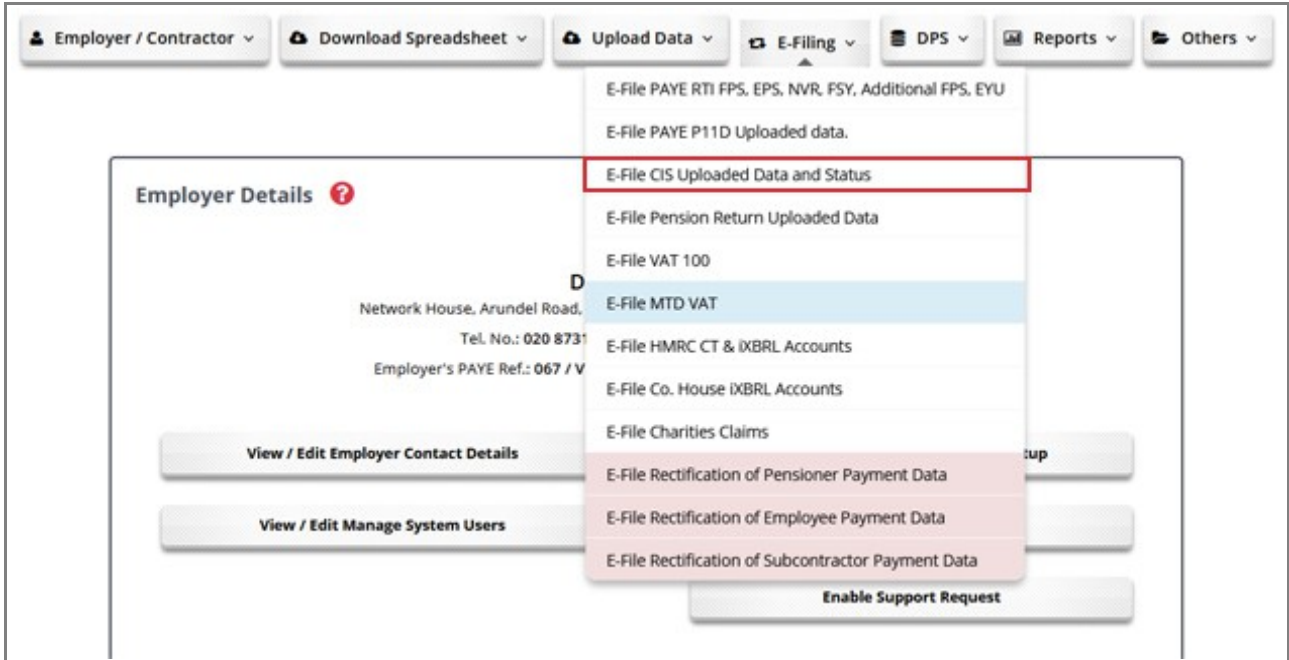 Employer / Contractor
Download Spreadsheet
Upload Data
E-Filing
DPS
Reports
Others
E-File PAYE RTI FPS, EPS, NVR, FSY, Additional FPS, EYU
E-File PAYE P11D Uploaded data.
E-File CIS Uploaded Data and Status
E-File Pension Return Uploaded Data
E-File VAT 100
E-File MTD VAT
E-File HMRC CT & iXBRL Accounts
E-File Co. House iXBRL Accounts
E-File Charities Claims
E-File Rectification of Pensioner Payment Data
E-File Rectification of Employee Payment Data
E-File Rectification of Subcontractor Payment Data
Employer Details ?
D
Network House, Arundel Road,
Tel. No.: 020 8731
Employer's PAYE Ref.: 067 / V
View / Edit Employer Contact Details
tup
View / Edit Manage System Users
Enable Support Request